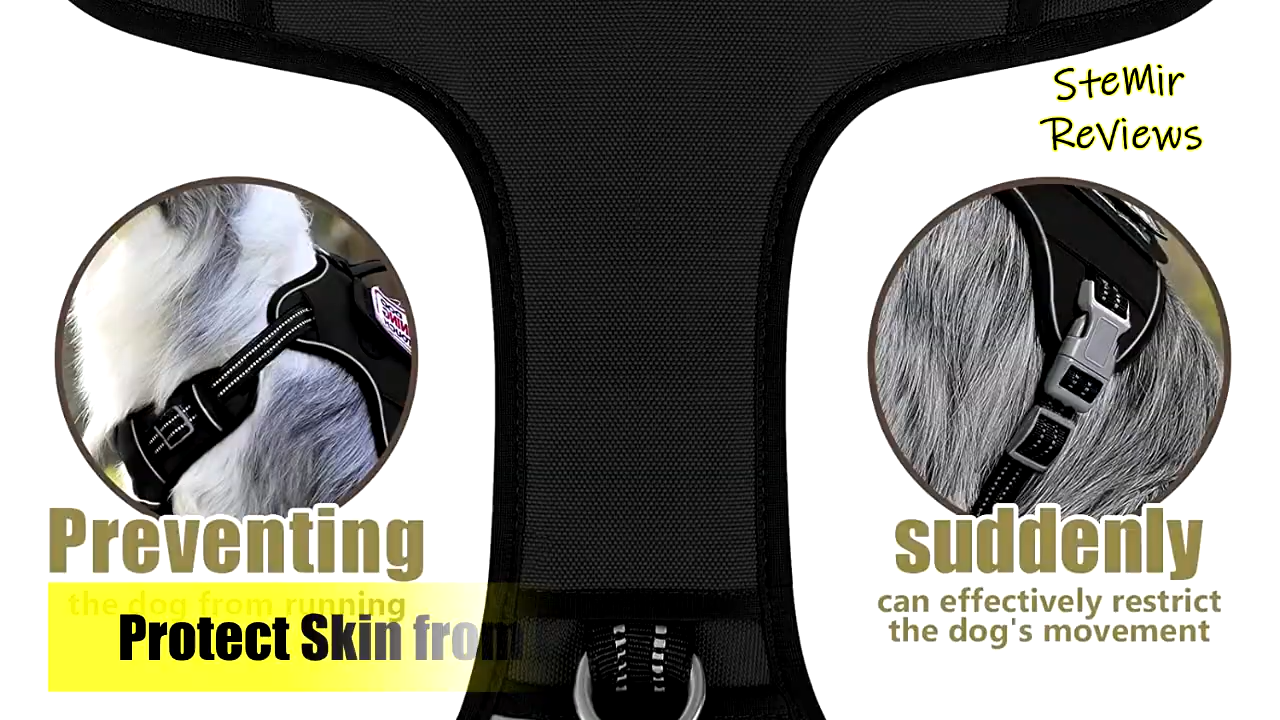 SteMir
ReViews
Preventing
the dog from running
Protect Skin from
suddenly
can effectively restrict
the dog's movement